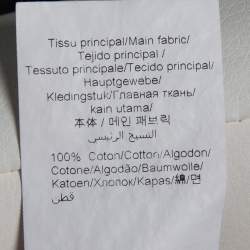 Tissu principal/Main fabric/
Tejido principal /
Tessuto principale/Tecido principal/
Hauptgewebe/
Kledingstuk/Главная ткань/
kain utama/
本体 / 메인 패브릭
النسيج الرئيسي
100% Coton/Cotton/Algodon/
Cotone/Algodão/Baumwolle/
Katoen/Хлопок/Kapas/綿/면
قطن